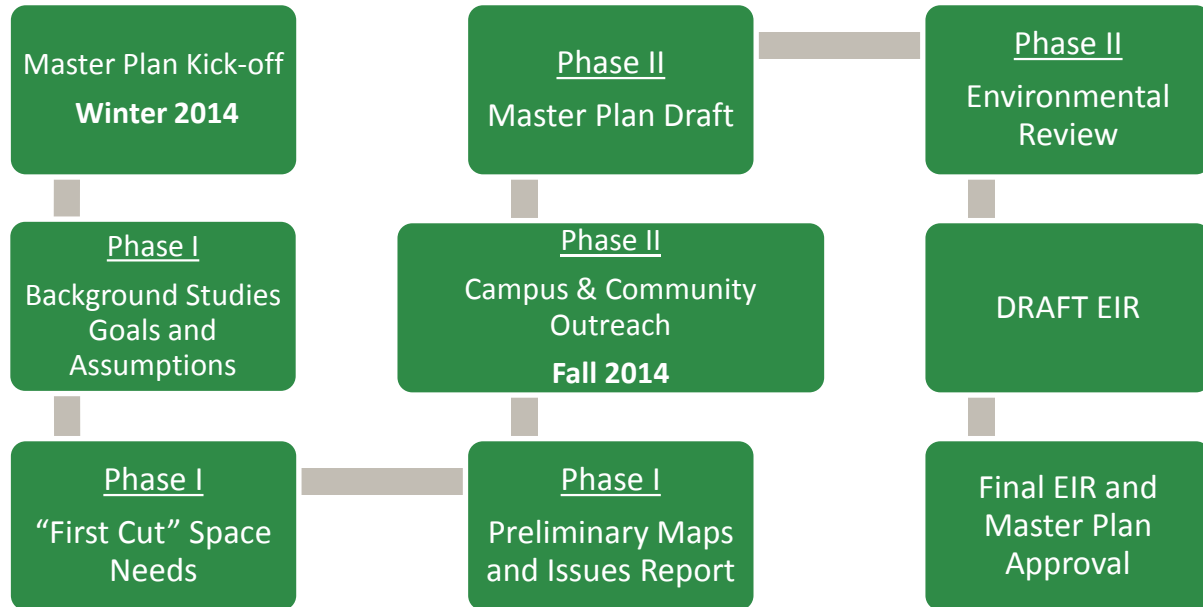 Master Plan Kick-off
Winter 2014
Phase I
Background Studies
Goals and
Assumptions
Phase I
“First Cut” Space
Needs
Phase I
Preliminary Maps
and Issues Report
Phase II
Campus & Community
Outreach
Fall 2014
Phase II
Master Plan Draft
Phase II
Environmental
Review
DRAFT EIR
Final EIR and
Master Plan
Approval